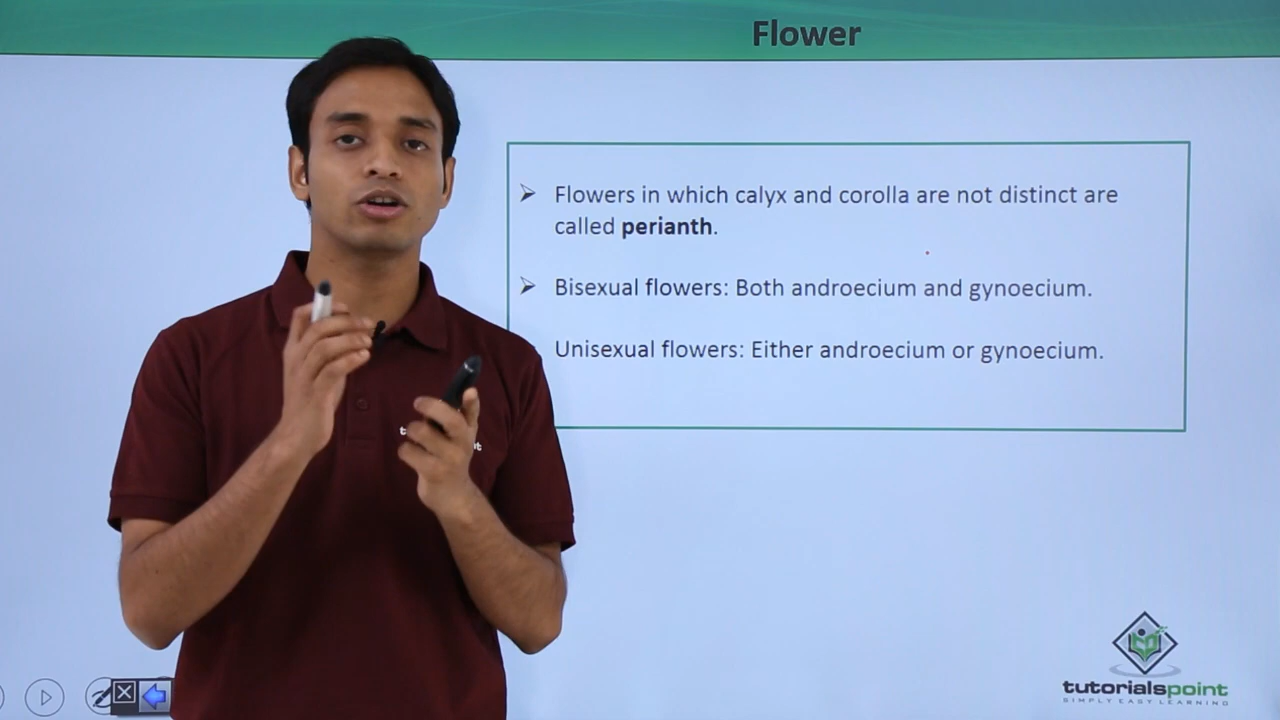 Flower
Flowers in which calyx and corolla are not distinct are
called perianth.
Bisexual flowers: Both androecium and gynoecium.
Unisexual flowers: Either androecium or gynoecium.
tutorialspoint
SIMPLY EASY LEARNING